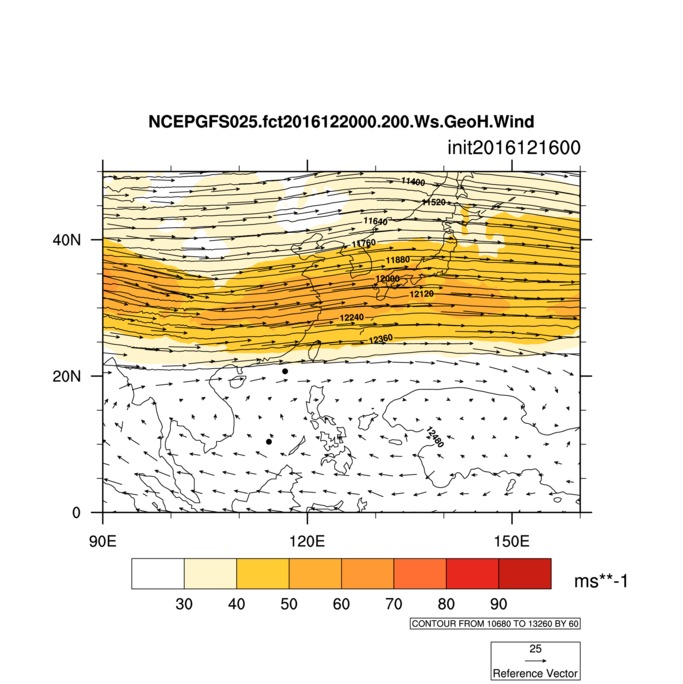 NCEPGFS025.fct2016122000.200.Ws.GeoH.Wind
init2016121600
11400
11520
11640
40N
11760
11880
12000
12120
12240
12360
20N
12480
0
90E 120E 150E
30 40 50 60 70 80 90
ms**-1
CONTOUR FROM 10680 TO 13260 BY 60
25
Reference Vector